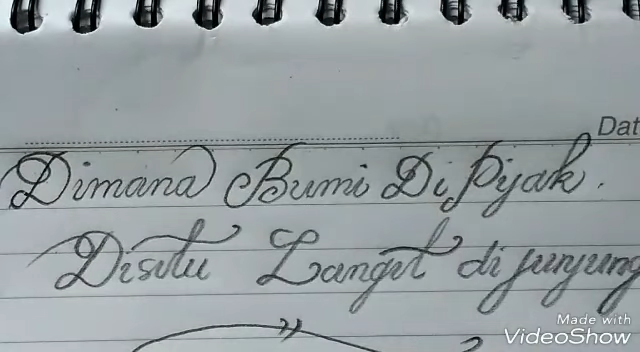 Dat
Dimana Bumi Di Pijak.
Disitu Langit di junjung
Made with
VideoShow